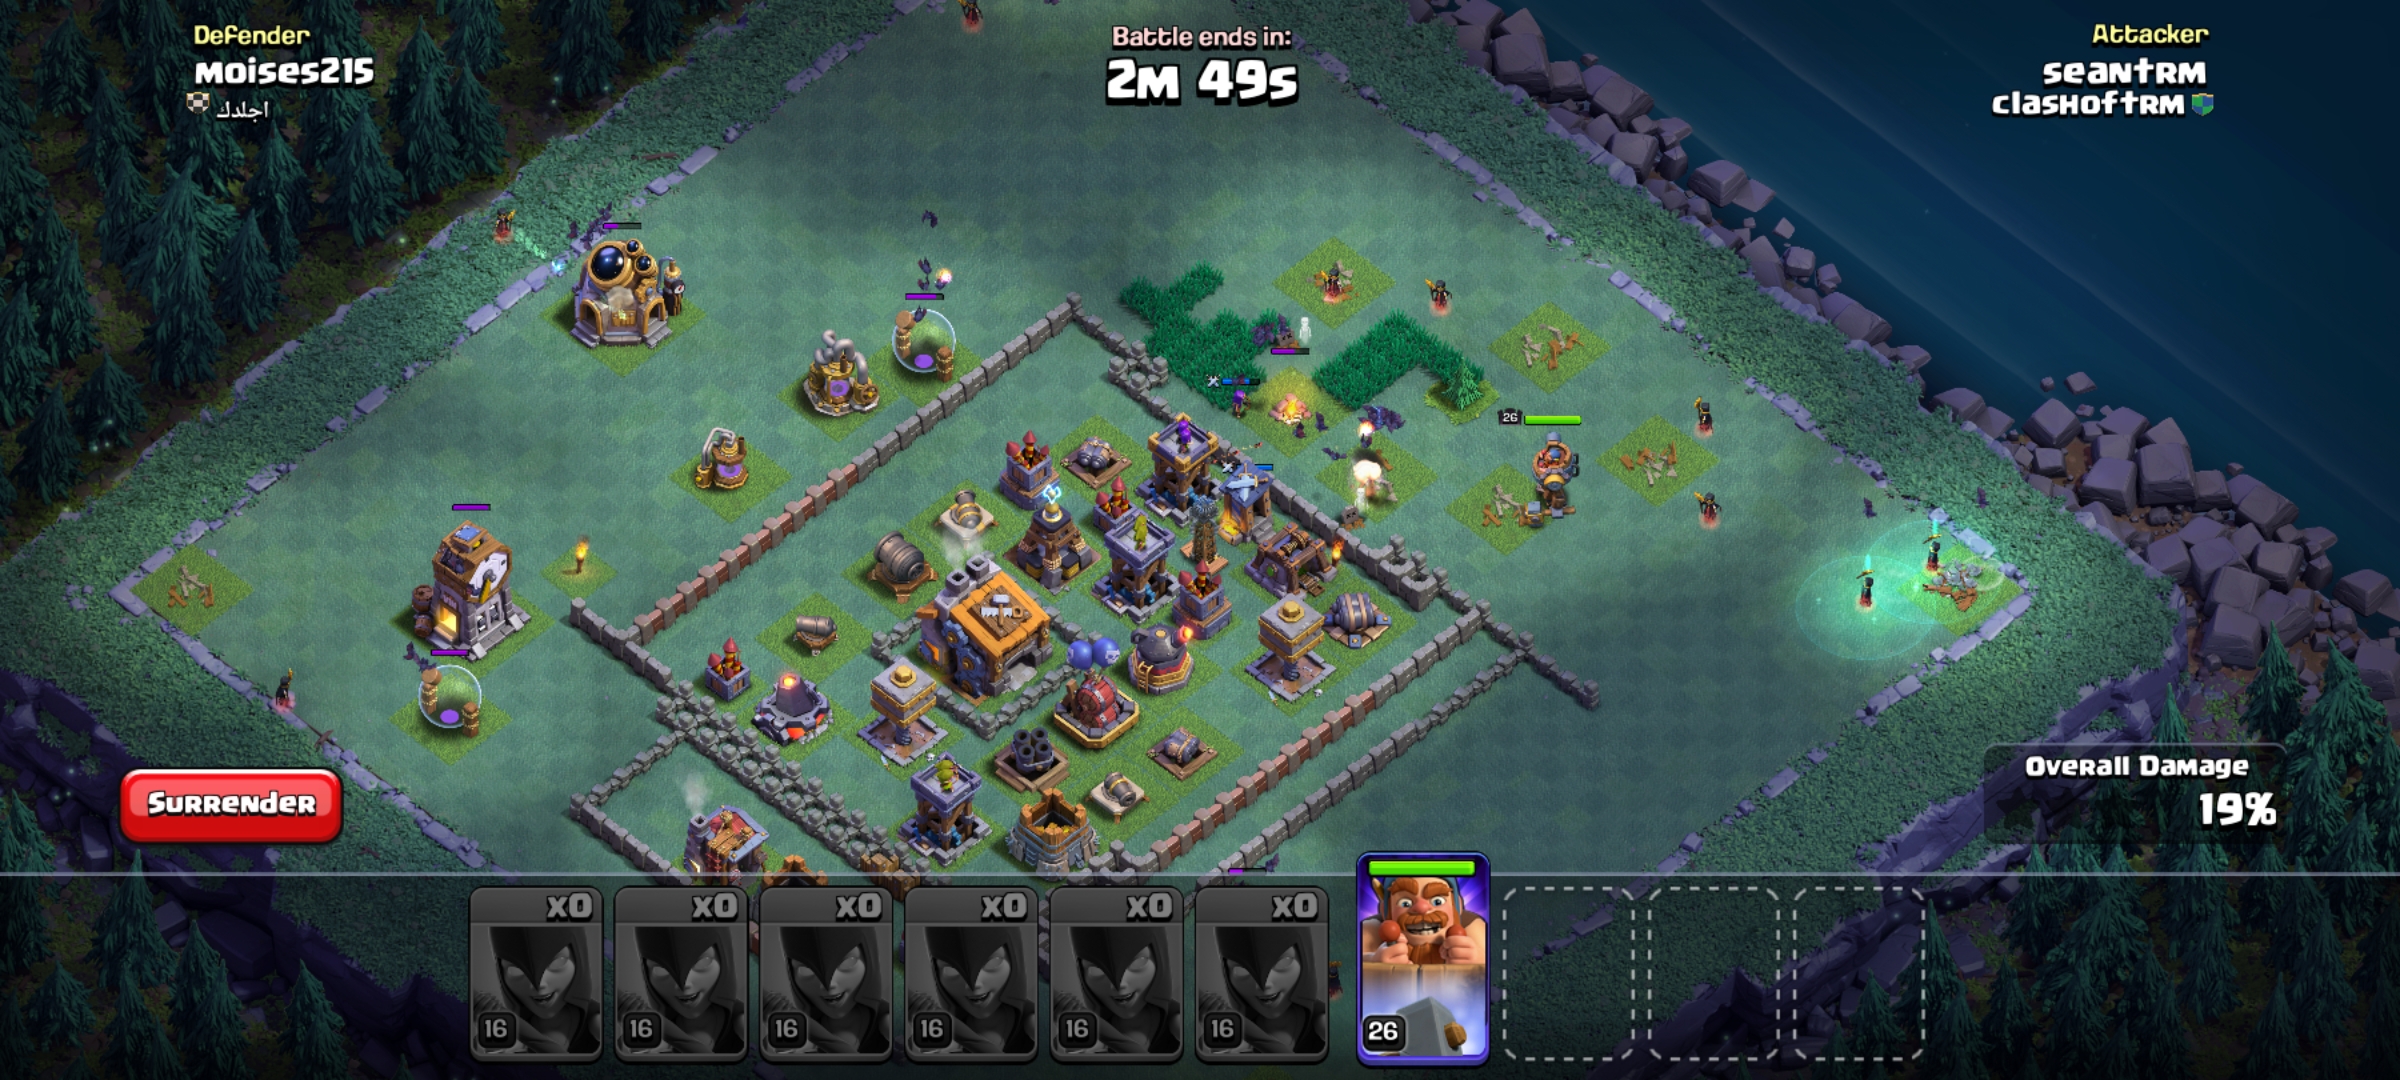 Defender
moises215
اجلدك
Battle ends in:
2M 49S
Attacker
seantRM
clashoftRM
26
Surrender
Overall Damage
19%
x0
x0
x0
x0
x0
x0
16
16
16
16
16
16
26